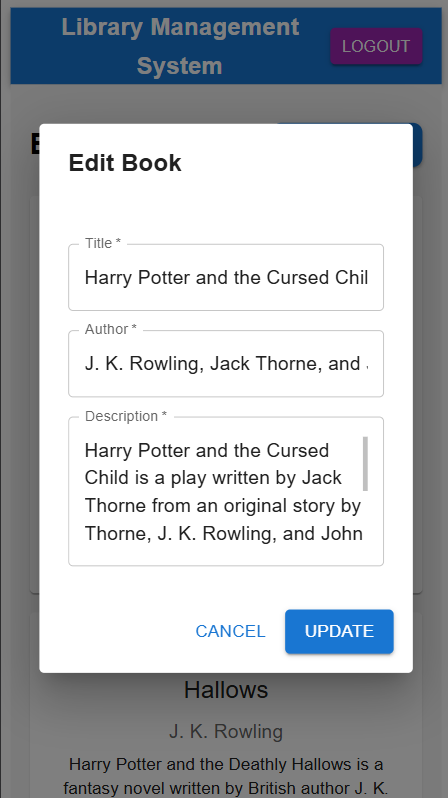 Library Management
System
LOGOUT
Edit Book
Title *
Harry Potter and the Cursed Chil
Author *
J. K. Rowling, Jack Thorne, and
Description *
Harry Potter and the Cursed
Child is a play written by Jack
Thorne from an original story by
Thorne, J. K. Rowling, and John
CANCEL
UPDATE
Hallows
J. K. Rowling
Harry Potter and the Deathly Hallows is a
fantasy novel written by British author J. K.